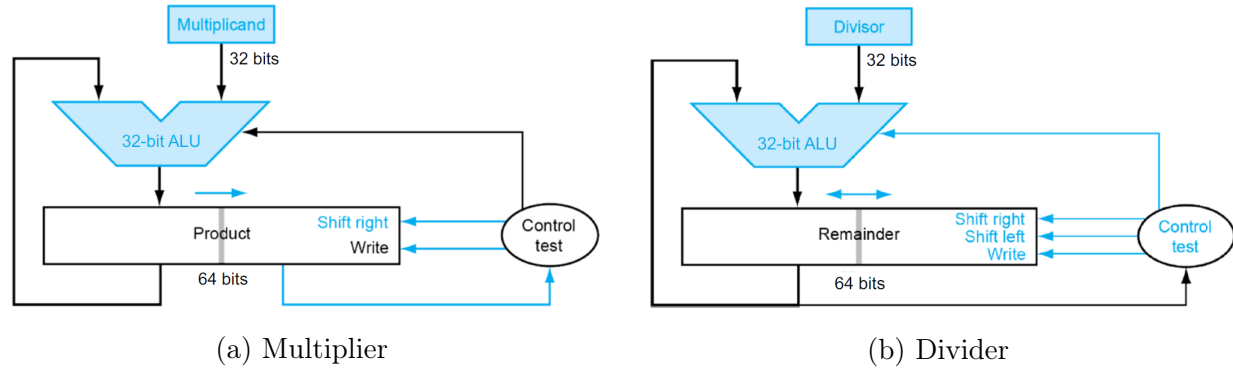 Multiplicand
32 bits
32-bit ALU
Product
Shift right
Write
Control
test
64 bits
(a) Multiplier
Divisor
32 bits
32-bit ALU
Remainder
Shift right
Shift left
Write
Control
test
64 bits
(b) Divider